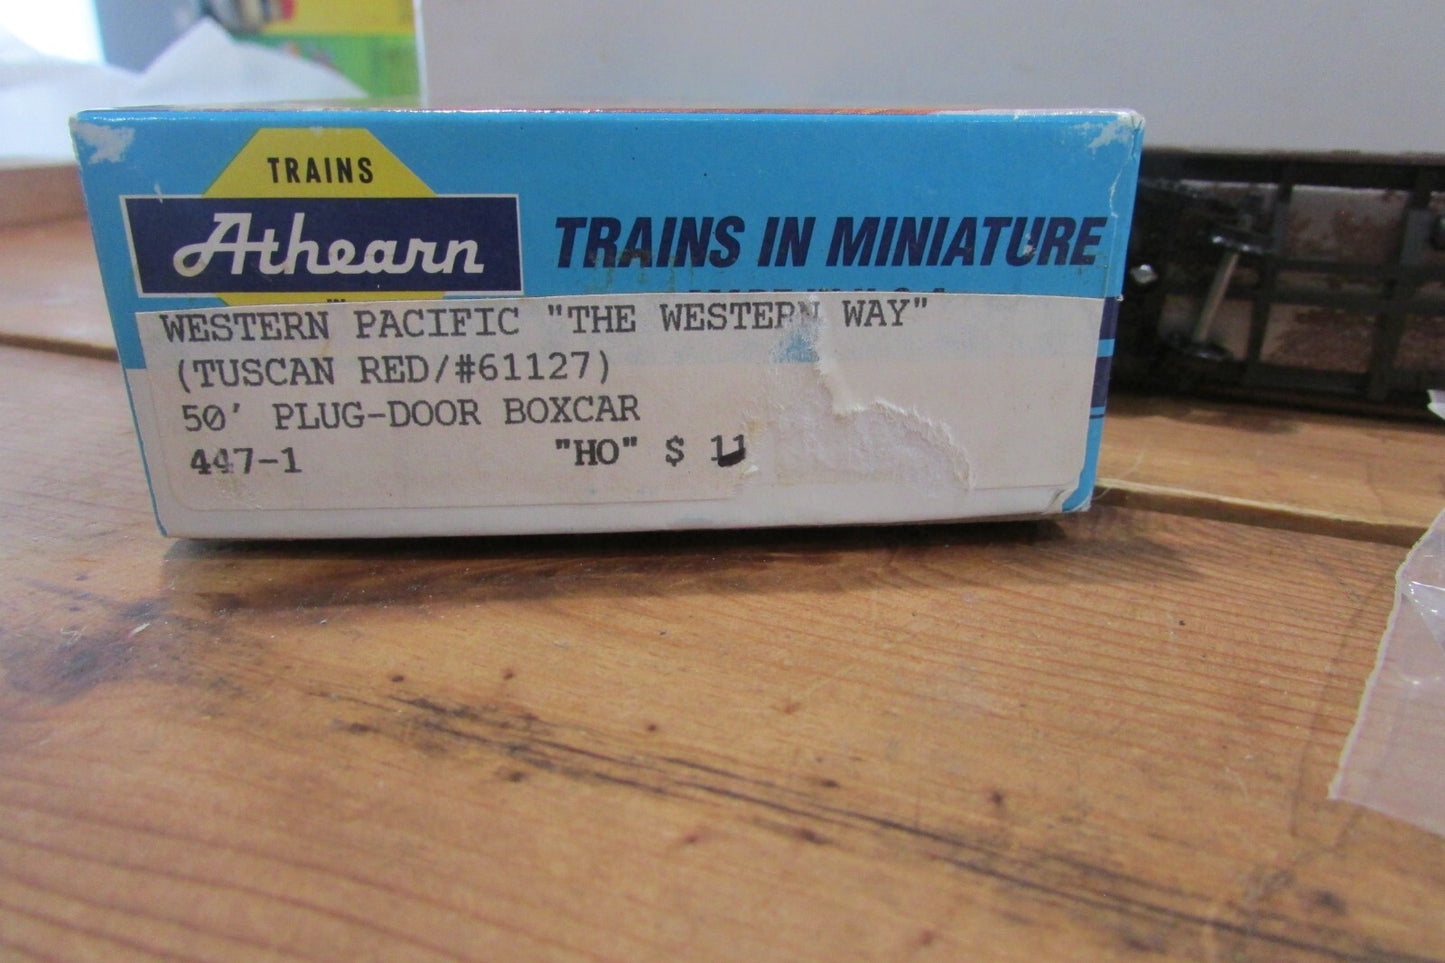 TRAINS
Athearn
TRAINS IN MINIATURE
WESTERN PACIFIC "THE WESTERN WAY"
(TUSCAN RED/#61127)
50' PLUG-DOOR BOXCAR
447-1 "HO" $ 11